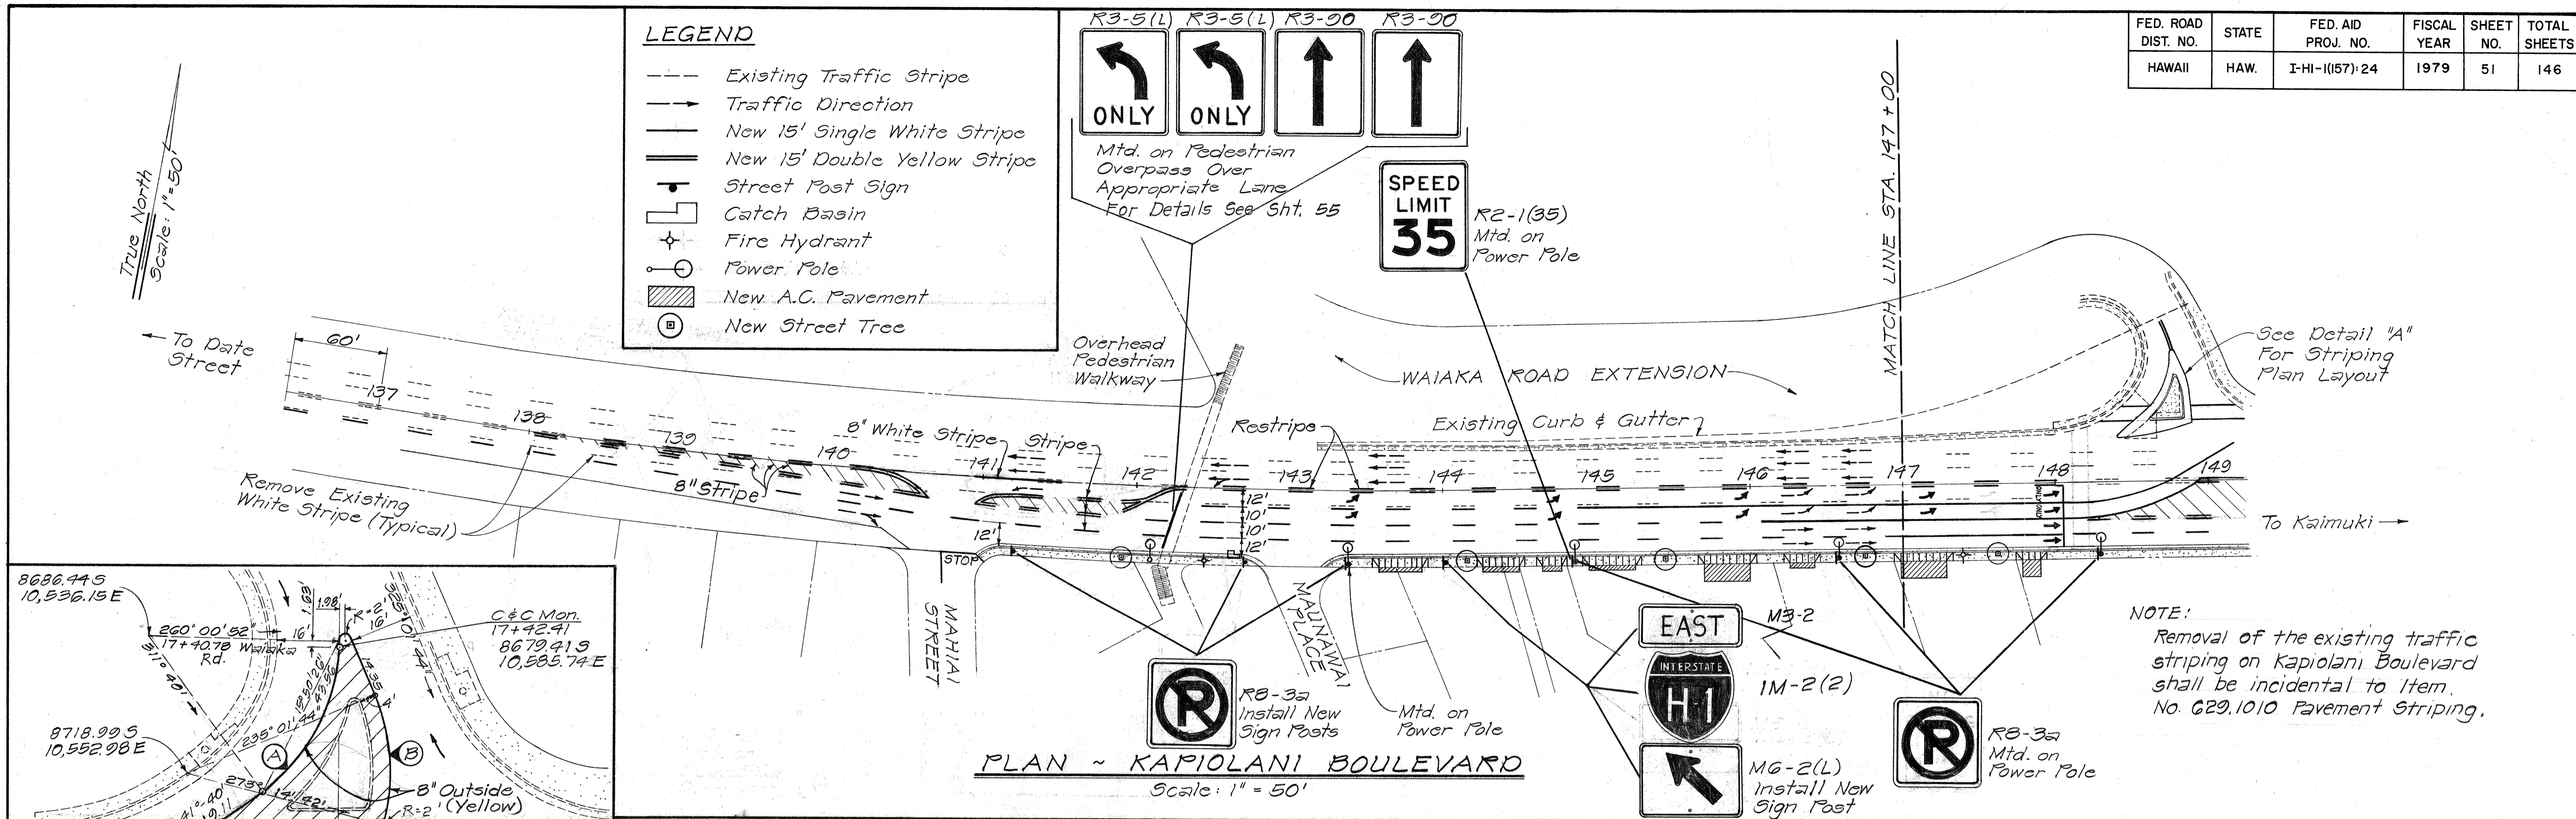 FED. ROAD DIST. NO. STATE FED. AID PROJ. NO. FISCAL YEAR SHEET NO. TOTAL SHEETS
HAWAII HAW. I-HI-1(157):24 1979 51 146
LEGEND
Existing Traffic Stripe
Traffic Direction
New 15' Single White Stripe
New 15' Double Yellow Stripe
Street Post Sign
Catch Basin
Fire Hydrant
Power Pole
New A.C. Pavement
New Street Tree
True North
Scale: 1" = 50'
R3-5(L) R3-5(L) R3-90 R3-90
ONLY ONLY
Mtd. on Pedestrian
Overpass Over
Appropriate Lane
For Details See Sht. 55
SPEED
LIMIT
35
R2-1(35)
Mtd. on
Power Pole
MATCH LINE STA. 147+00
To Date
Street
60'
Overhead
Pedestrian
Walkway
WAIAKA ROAD EXTENSION
See Detail "A"
For Striping
Plan Layout
137 138 139 140 141 142 143 144 145 146 147 148 149
8" White Stripe
Stripe
Restripe
Existing Curb & Gutter
8" Stripe
Remove Existing
White Stripe (Typical)
12'
12'
10'
10'
12'
ONLY
To Kaimuki
STOP
MAHIAI
STREET
MAUNAWAI
PLACE
R8-3a
Install New
Sign Posts
Mtd. on
Power Pole
EAST
M3-2
INTERSTATE
H-1
1M-2(2)
M6-2(L)
Install New
Sign Post
R8-3a
Mtd. on
Power Pole
NOTE:
Removal of the existing traffic
striping on Kapiolani Boulevard
shall be incidental to Item.
No. 629.1010 Pavement Striping.
PLAN ~ KAPIOLANI BOULEVARD
Scale: 1" = 50'
8686.44 S
10,536.15 E
260° 00' 52"
17+40.78 Waiaka
Rd.
311° 40'
1.63'
1.98'
R=2'
16'
16'
C & C Mon.
17+42.41
8679.41 S
10,585.74 E
8718.99 S
10,552.98 E
A
B
8" Outside
(Yellow)
R=2'